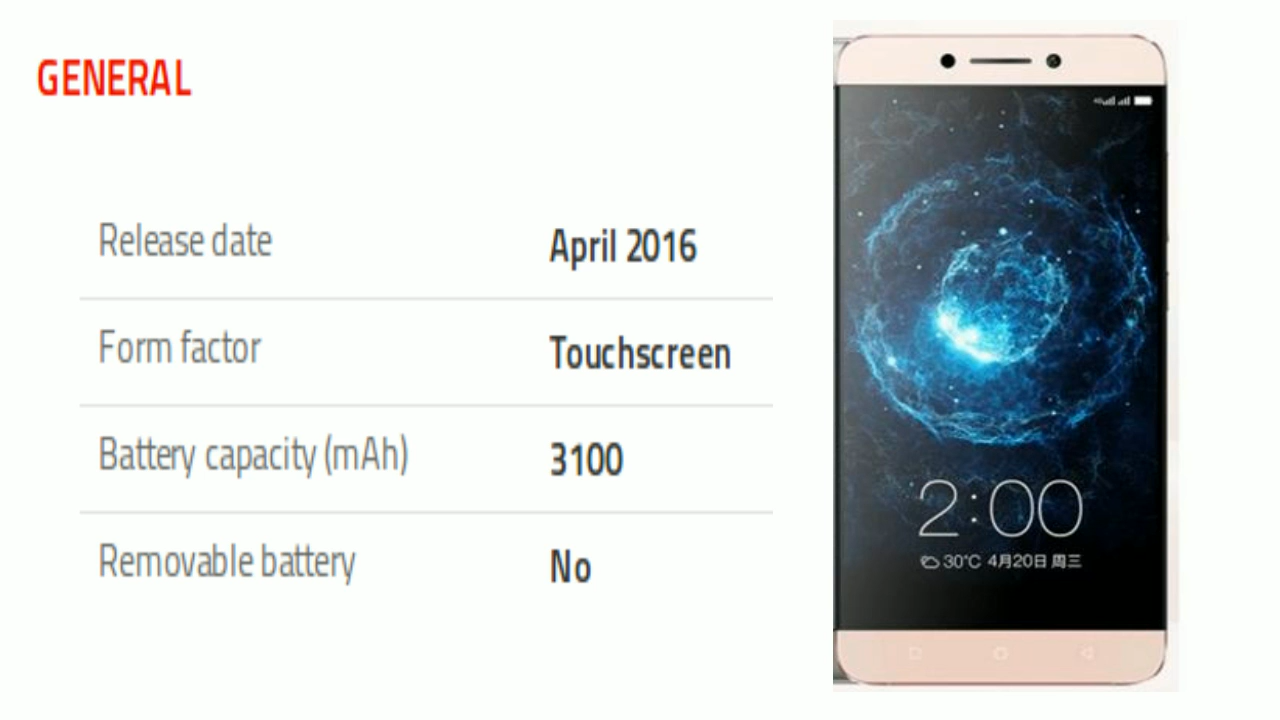 GENERAL
Release date April 2016
Form factor Touchscreen
Battery capacity (mAh) 3100
Removable battery No
2:00
30°C 4月20日 周三